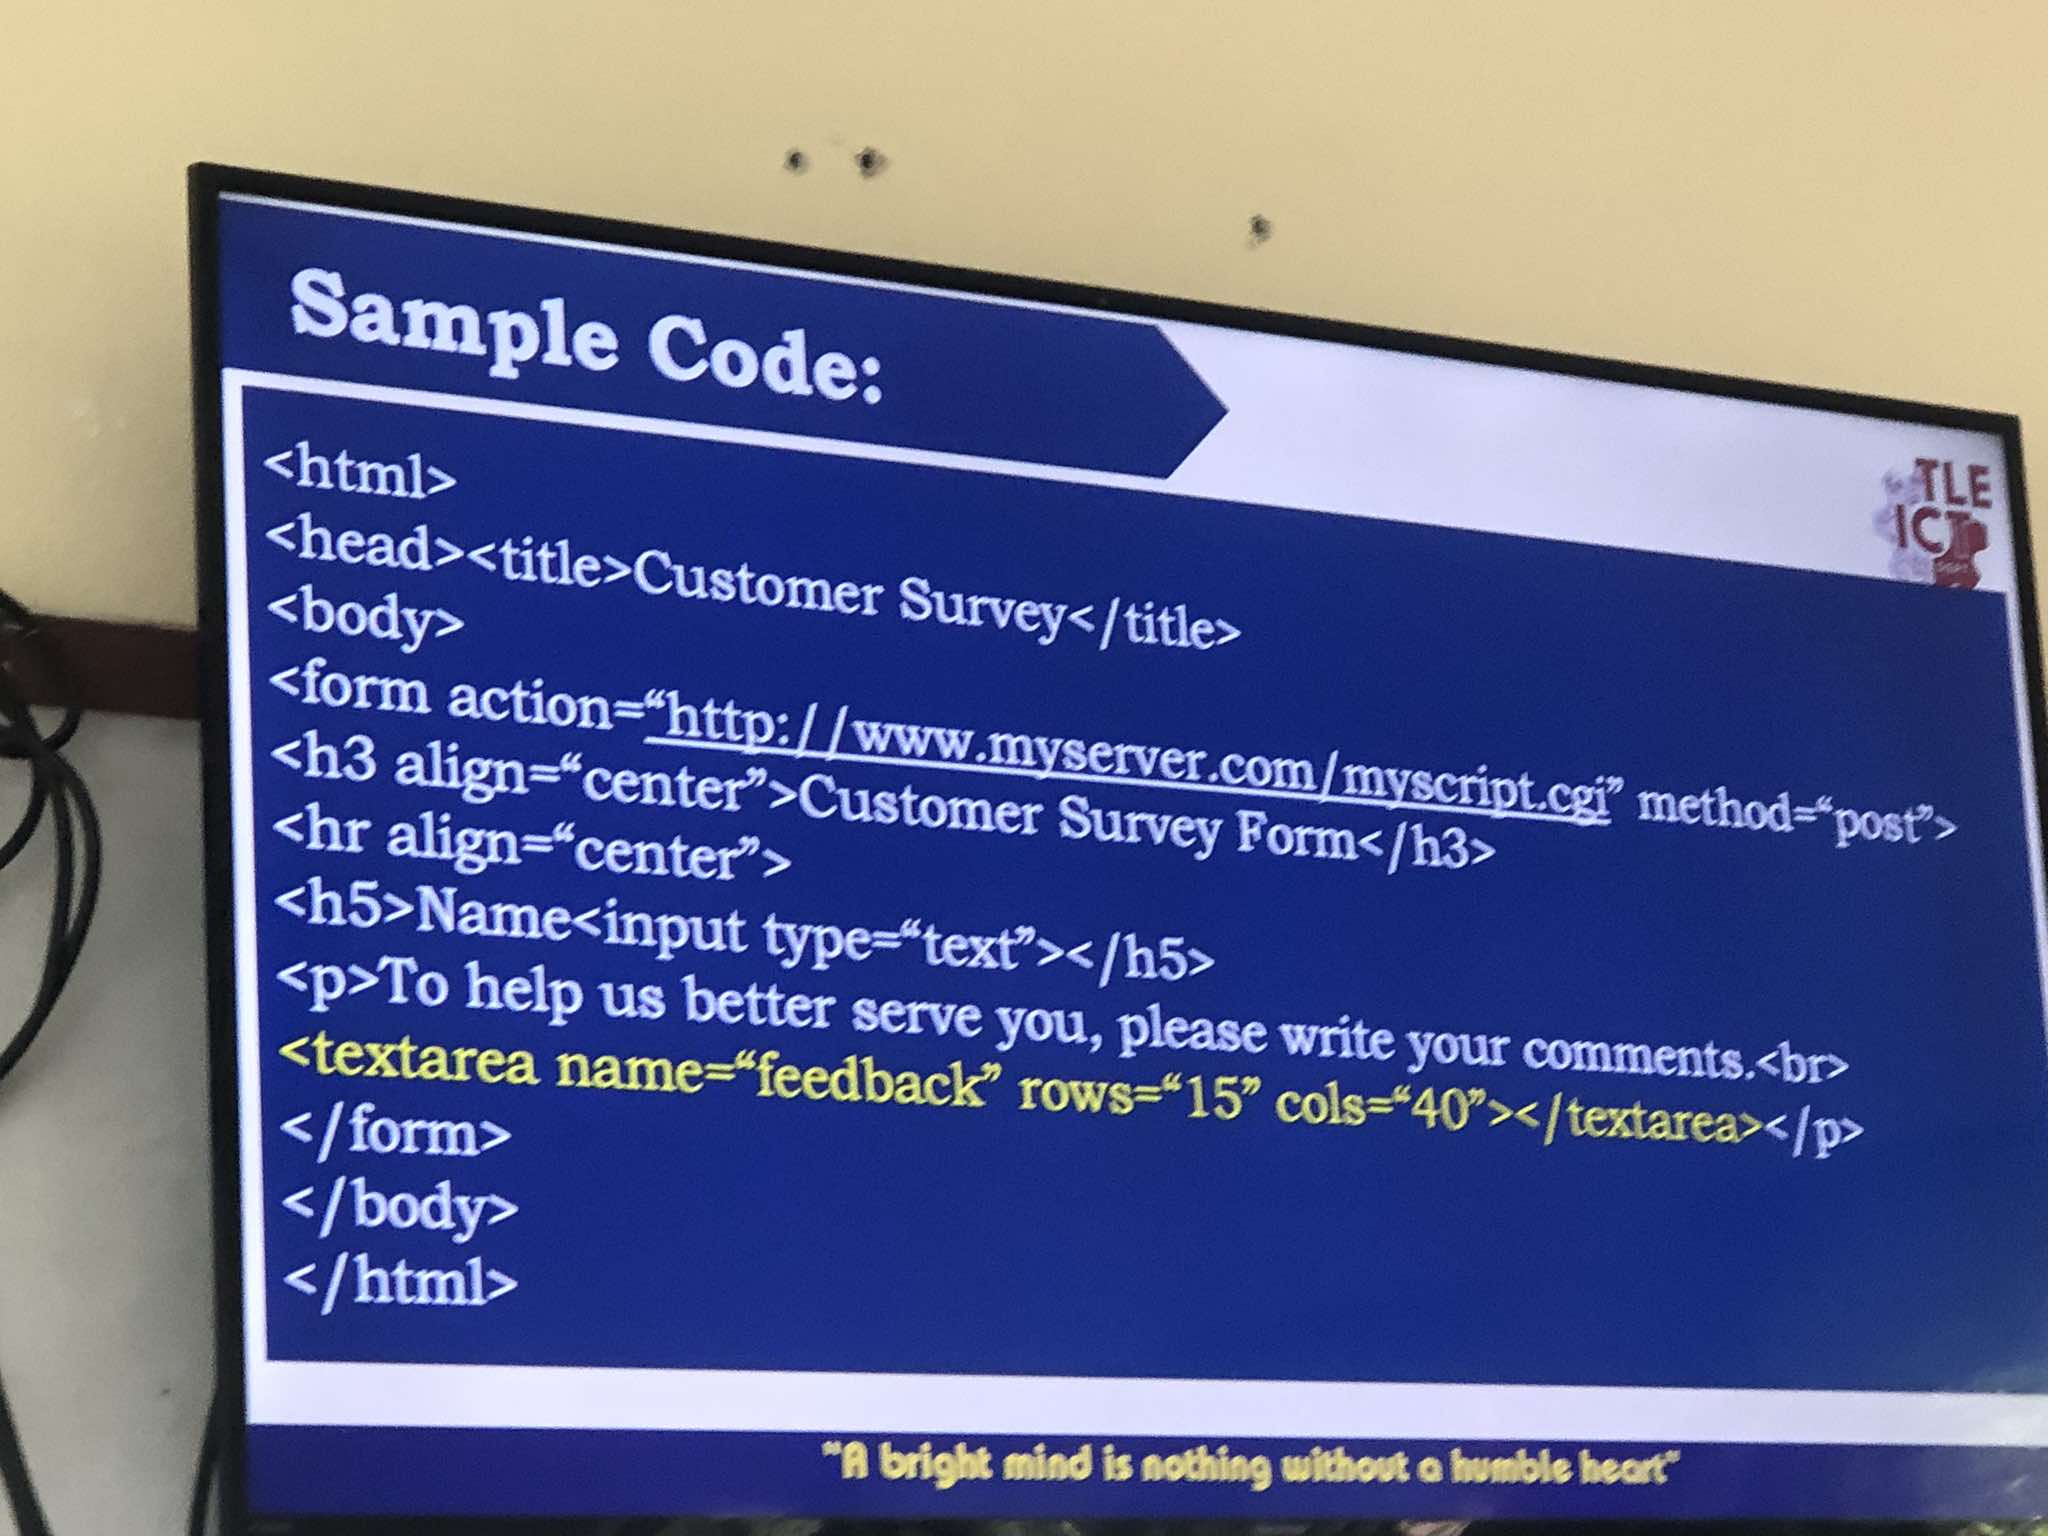 Sample Code:
TLE
ICT
<html>
<head><title>Customer Survey</title>
<body>
<form action=“http://www.myserver.com/myscript.cgi” method=“post”>
<h3 align=“center”>Customer Survey Form</h3>
<hr align=“center”>
<h5>Name<input type=“text”></h5>
<p>To help us better serve you, please write your comments.<br>
<textarea name=“feedback” rows=“15” cols=“40”></textarea></p>
</form>
</body>
</html>
“A bright mind is nothing without a humble heart”